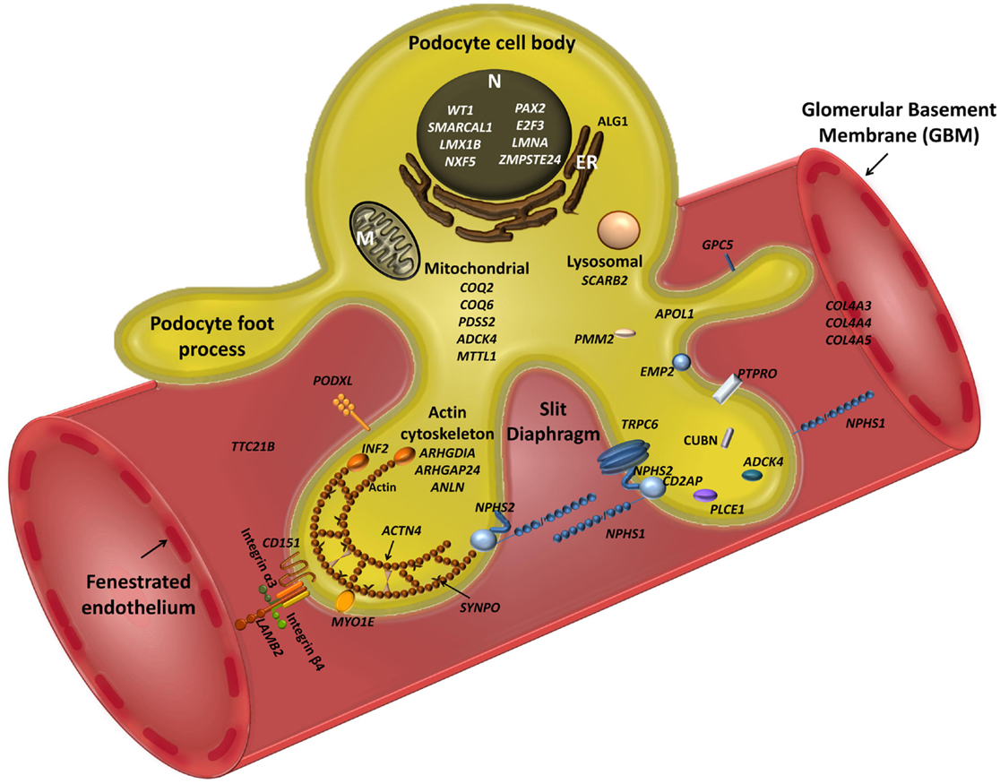 Podocyte cell body
N
WT1
SMARCAL1
LMX1B
NXF5
PAX2
E2F3
LMNA
ZMPSTE24
ALG1
ER
Glomerular Basement
Membrane (GBM)
M
Mitochondrial
COQ2
COQ6
PDSS2
ADCK4
MTTL1
Lysosomal
SCARB2
GPC5
APOL1
PMM2
COL4A3
COL4A4
COL4A5
Podocyte foot
process
EMP2
PTPRO
PODXL
TTC21B
Actin
cytoskeleton
ARHGDIA
ARHGAP24
ANLN
INF2
Actin
Slit
Diaphragm
TRPC6
NPHS1
CUBN
NPHS2
CD2AP
ADCK4
PLCE1
NPHS2
NPHS1
ACTN4
CD151
Integrin α3
LAMB2
Integrin β4
MYO1E
SYNPO
Fenestrated
endothelium